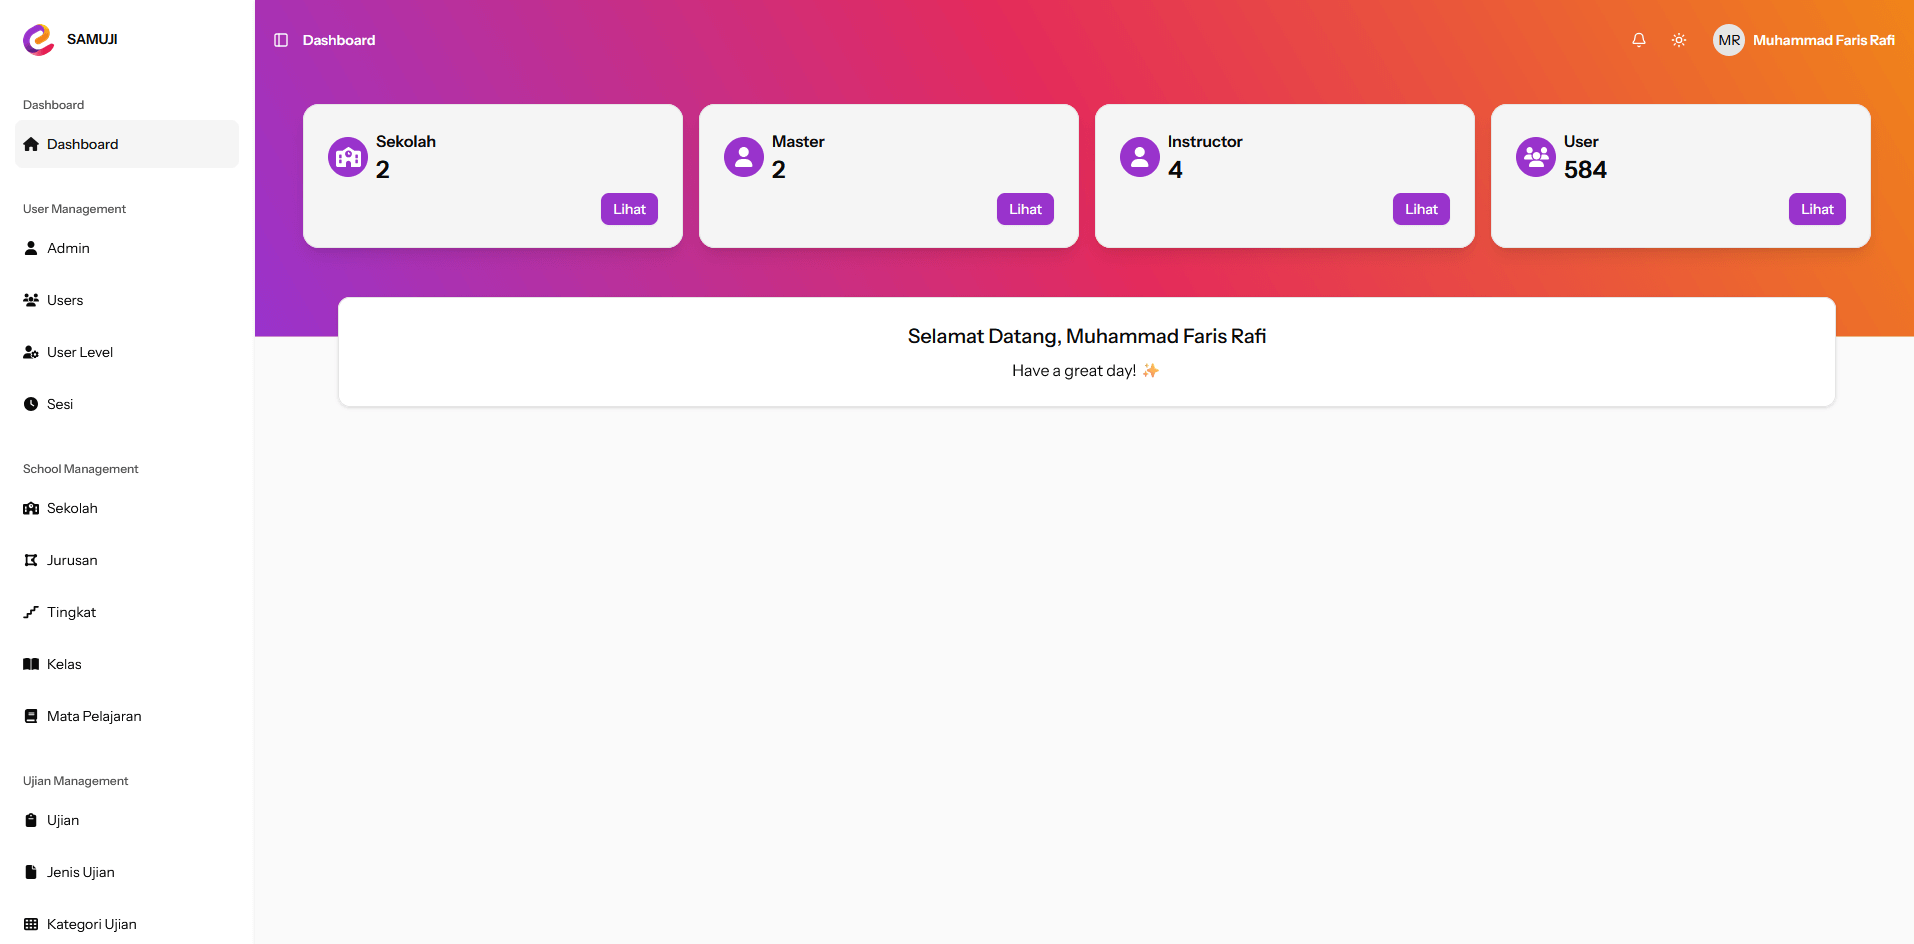 SAMUJI
Dashboard
Dashboard
User Management
Admin
Users
User Level
Sesi
School Management
Sekolah
Jurusan
Tingkat
Kelas
Mata Pelajaran
Ujian Management
Ujian
Jenis Ujian
Kategori Ujian
Dashboard
MR Muhammad Faris Rafi
Sekolah
2
Lihat
Master
2
Lihat
Instructor
4
Lihat
User
584
Lihat
Selamat Datang, Muhammad Faris Rafi
Have a great day! ✨